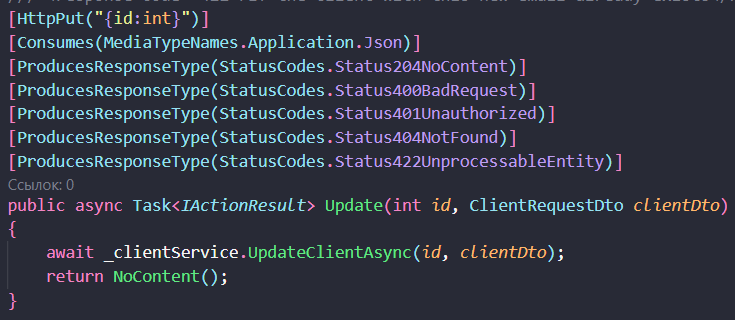 [HttpPut("{id:int}")]
[Consumes(MediaTypeNames.Application.Json)]
[ProducesResponseType(StatusCodes.Status204NoContent)]
[ProducesResponseType(StatusCodes.Status400BadRequest)]
[ProducesResponseType(StatusCodes.Status401Unauthorized)]
[ProducesResponseType(StatusCodes.Status404NotFound)]
[ProducesResponseType(StatusCodes.Status422UnprocessableEntity)]
Ссылок: 0
public async Task<IActionResult> Update(int id, ClientRequestDto clientDto)
{
    await _clientService.UpdateClientAsync(id, clientDto);
    return NoContent();
}